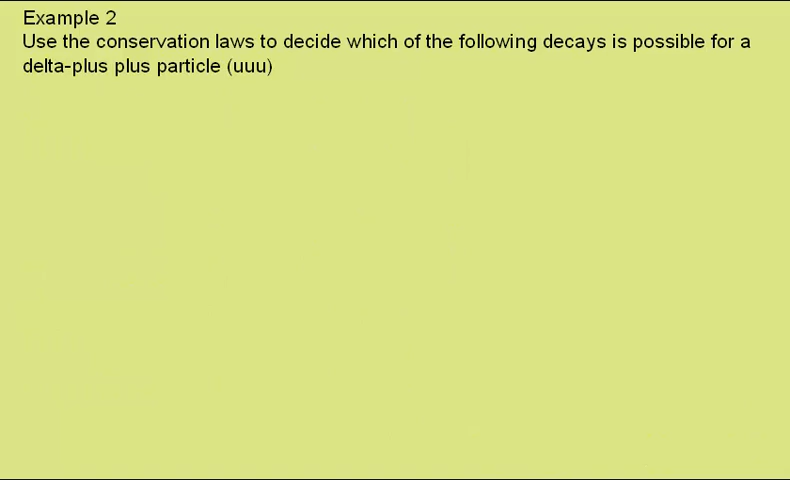 Example 2
Use the conservation laws to decide which of the following decays is possible for a
delta-plus plus particle (uuu)